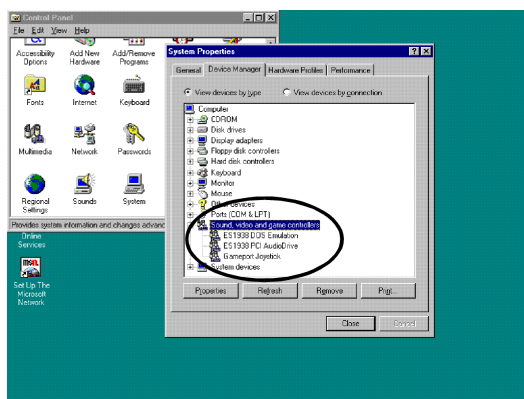 Control Panel
File Edit View Help
Accessibility Options
Add New Hardware
Add/Remove Programs
Fonts
Internet
Keyboard
Multimedia
Network
Passwords
Regional Settings
Sounds
System
Provides system information and changes advanc
Online Services
msn.
Set Up The Microsoft Network
System Properties
General Device Manager Hardware Profiles Performance
View devices by type View devices by connection
Computer
CDROM
Disk drives
Display adapters
Floppy disk controllers
Hard disk controllers
Keyboard
Monitor
Mouse
Other devices
Ports (COM & LPT)
Sound, video and game controllers
ES1938 DOS Emulation
ES1938 PCI AudioDrive
Gameport Joystick
System devices
Properties Refresh Remove Print...
Close Cancel